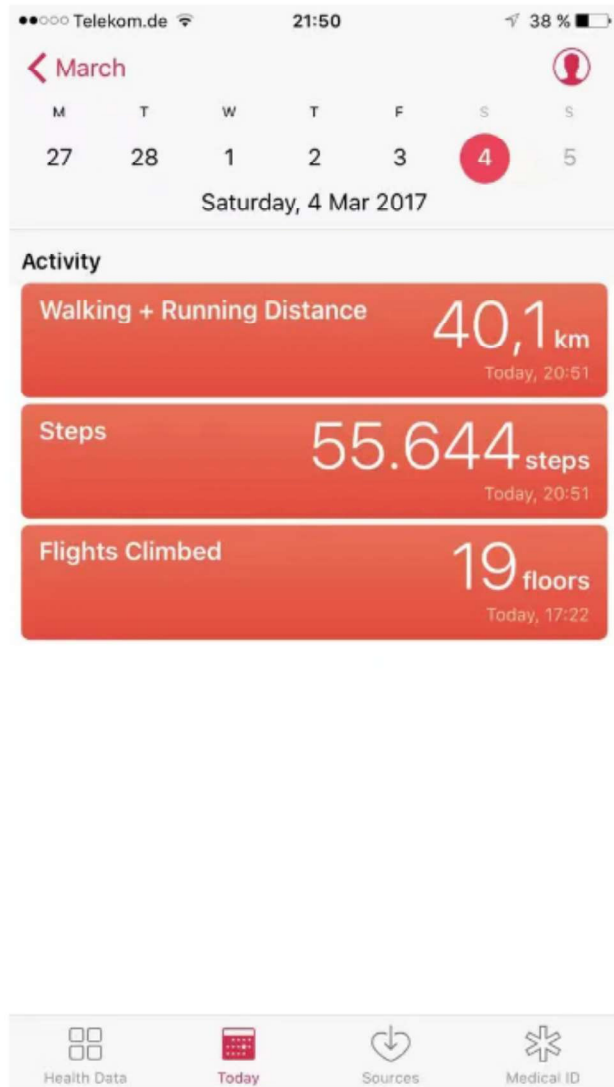 Telekom.de 21:50 38 %
March
M T W T F S S
27 28 1 2 3 4 5
Saturday, 4 Mar 2017
Activity
Walking + Running Distance 40,1 km
Today, 20:51
Steps 55.644 steps
Today, 20:51
Flights Climbed 19 floors
Today, 17:22
Health Data Today Sources Medical ID